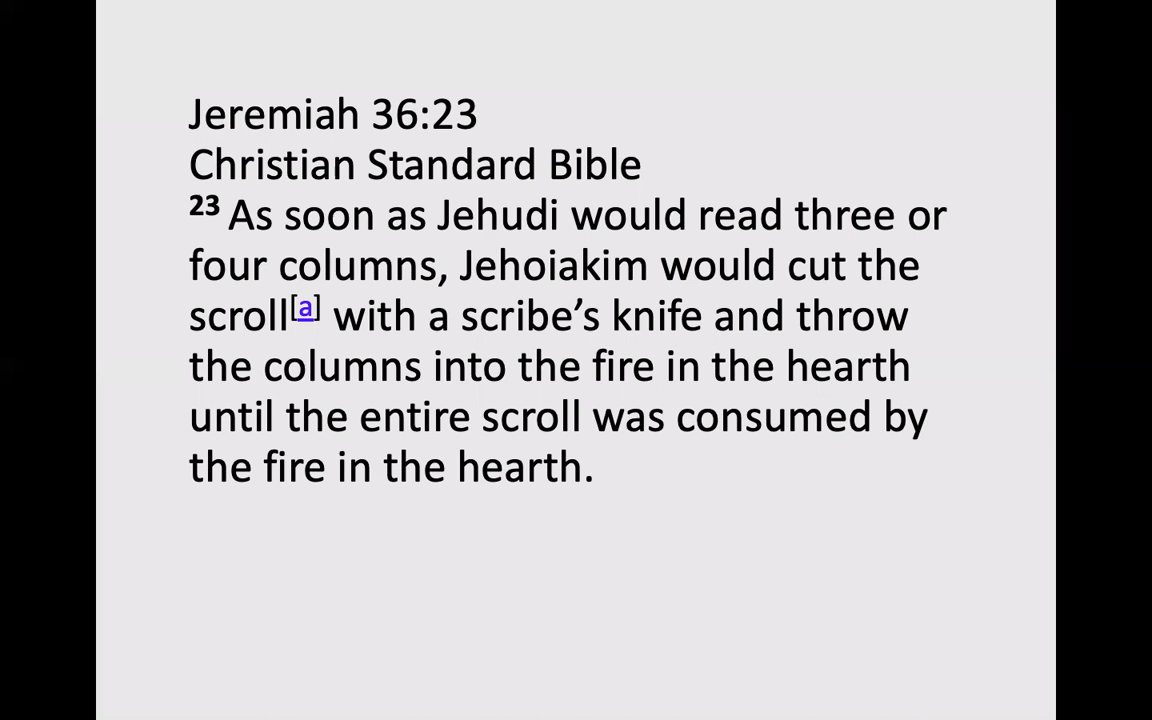 Jeremiah 36:23
Christian Standard Bible
23 As soon as Jehudi would read three or
four columns, Jehoiakim would cut the
scroll[a] with a scribe’s knife and throw
the columns into the fire in the hearth
until the entire scroll was consumed by
the fire in the hearth.